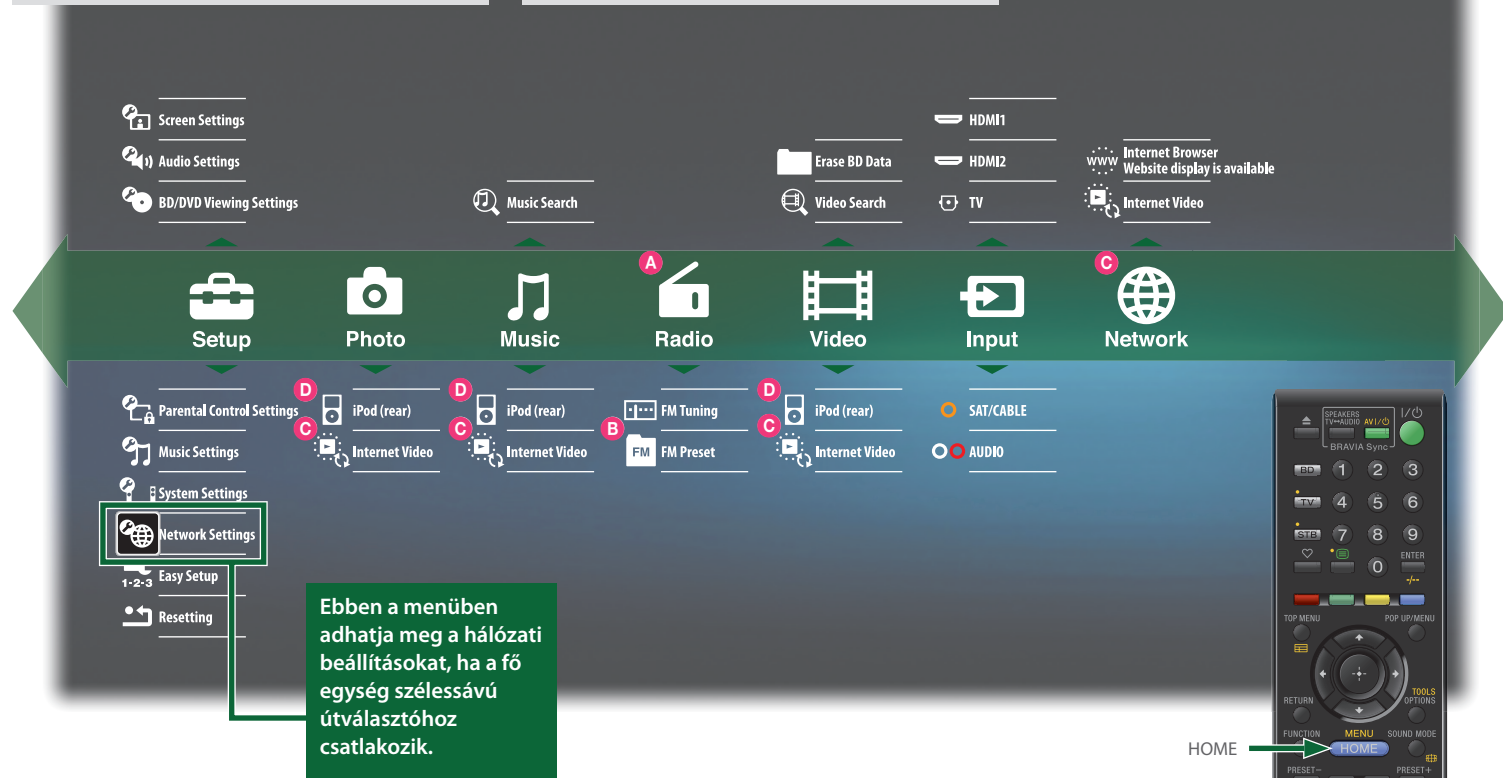 Screen Settings
Audio Settings
BD/DVD Viewing Settings
Music Search
Erase BD Data
Video Search
HDMI1
HDMI2
TV
www
Internet Browser
Website display is available
Internet Video
A
C
Setup
Photo
Music
Radio
Video
Input
Network
Parental Control Settings
Music Settings
System Settings
Network Settings
1-2-3
Easy Setup
Resetting
D
iPod (rear)
C
Internet Video
D
iPod (rear)
C
Internet Video
FM Tuning
B
FM
FM Preset
D
iPod (rear)
C
Internet Video
SAT/CABLE
AUDIO
Ebben a menüben
adhatja meg a hálózati
beállításokat, ha a fő
egység szélessávú
útválasztóhoz
csatlakozik.
SPEAKERS
TV↔AUDIO
AV I/⏻
I/⏻
BRAVIA Sync
BD 1 2 3
TV 4 5 6
STB 7 8 9
0
ENTER
-/--
TOP MENU
POP UP/MENU
RETURN
TOOLS
OPTIONS
FUNCTION
MENU
SOUND MODE
HOME
HOME
PRESET–
PRESET+